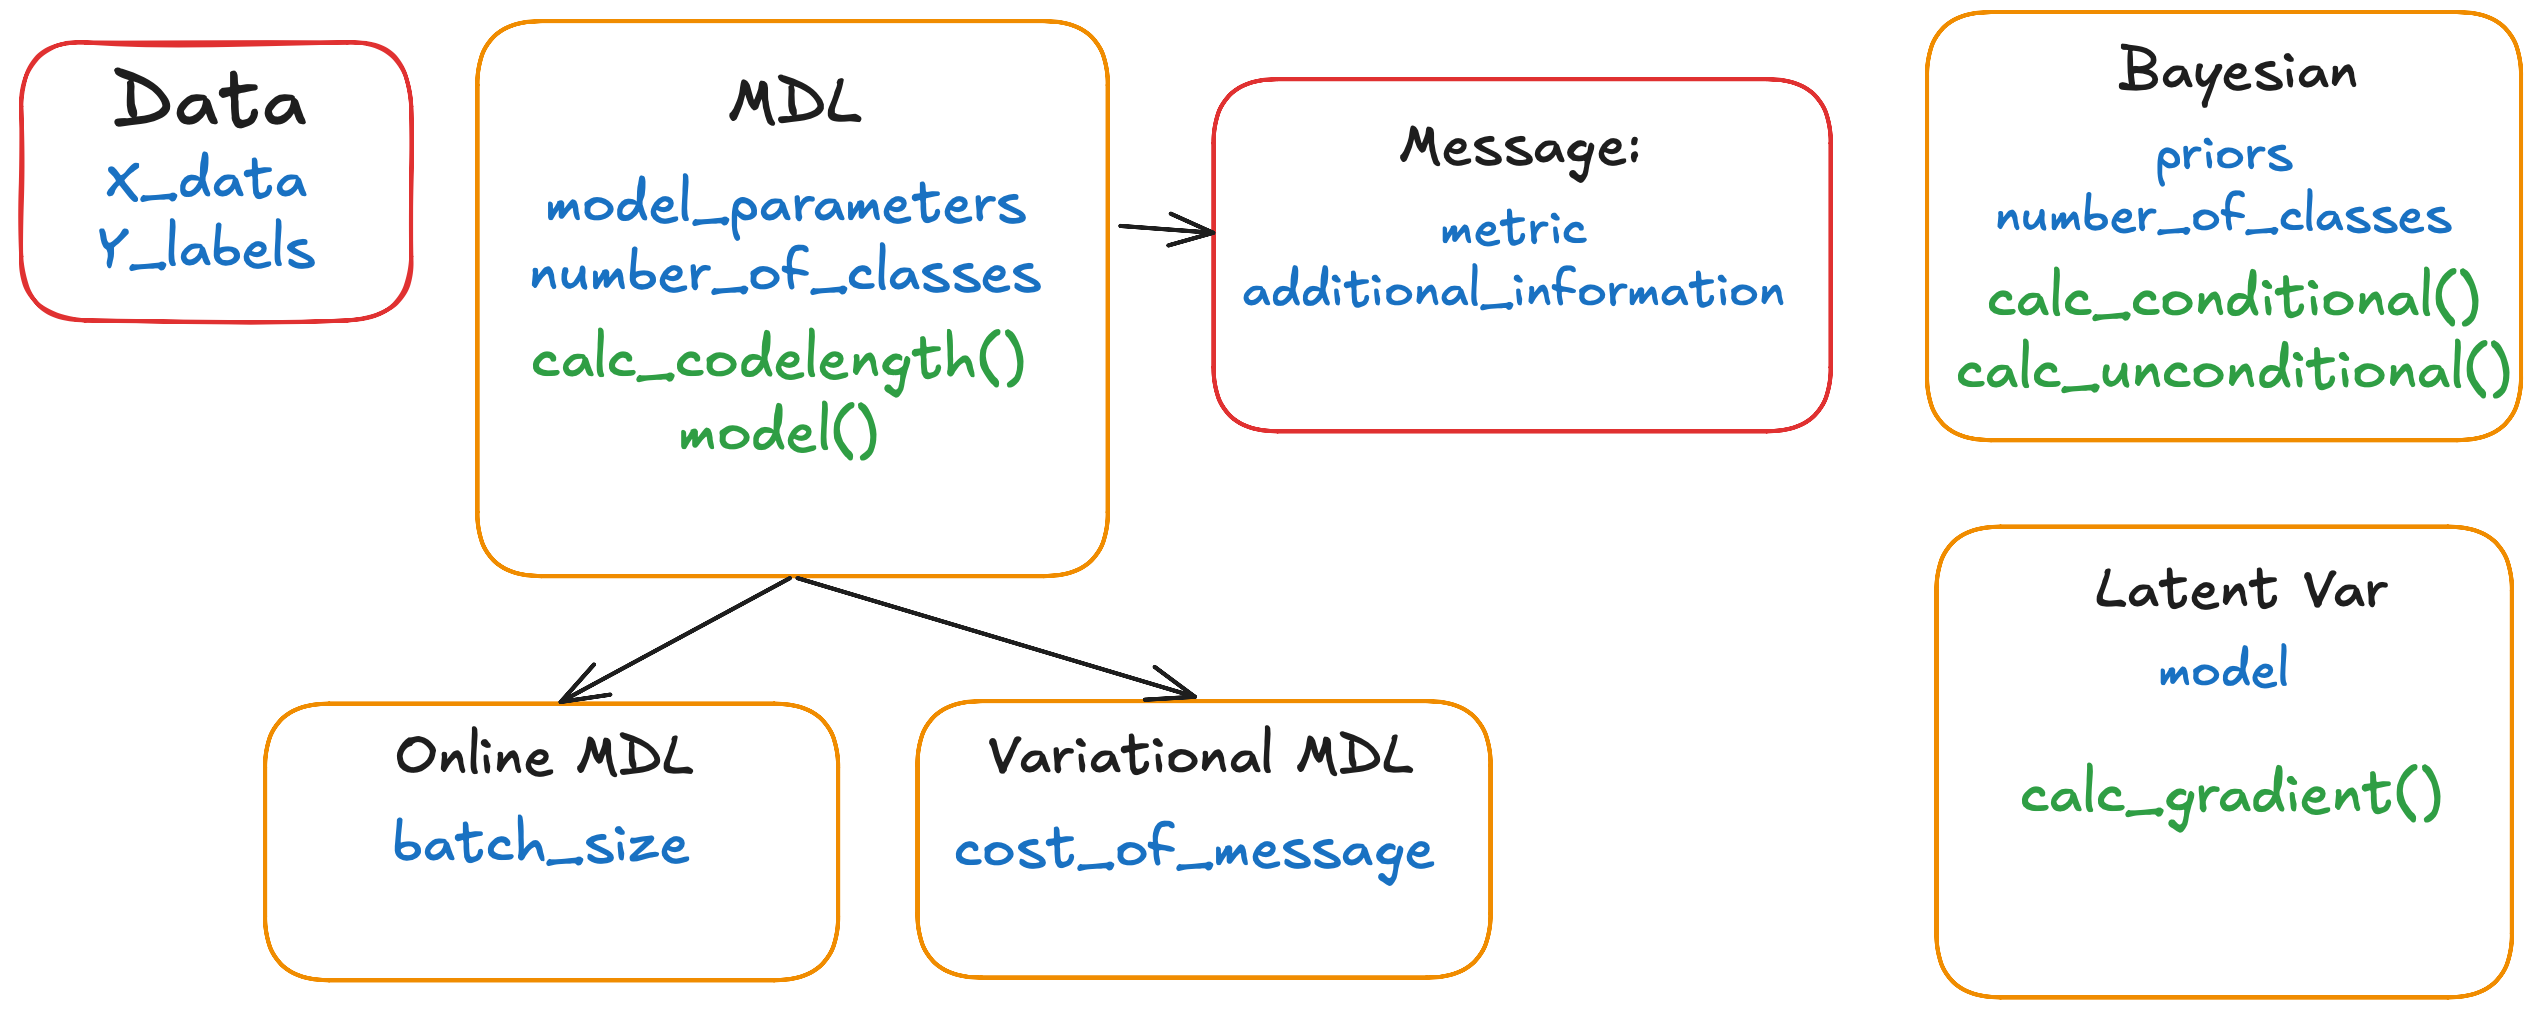 Data
X_data
Y_labels
MDL
model_parameters
number_of_classes
calc_codelength()
model()
Message:
metric
additional_information
Bayesian
priors
number_of_classes
calc_conditional()
calc_unconditional()
Online MDL
batch_size
Variational MDL
cost_of_message
Latent Var
model
calc_gradient()